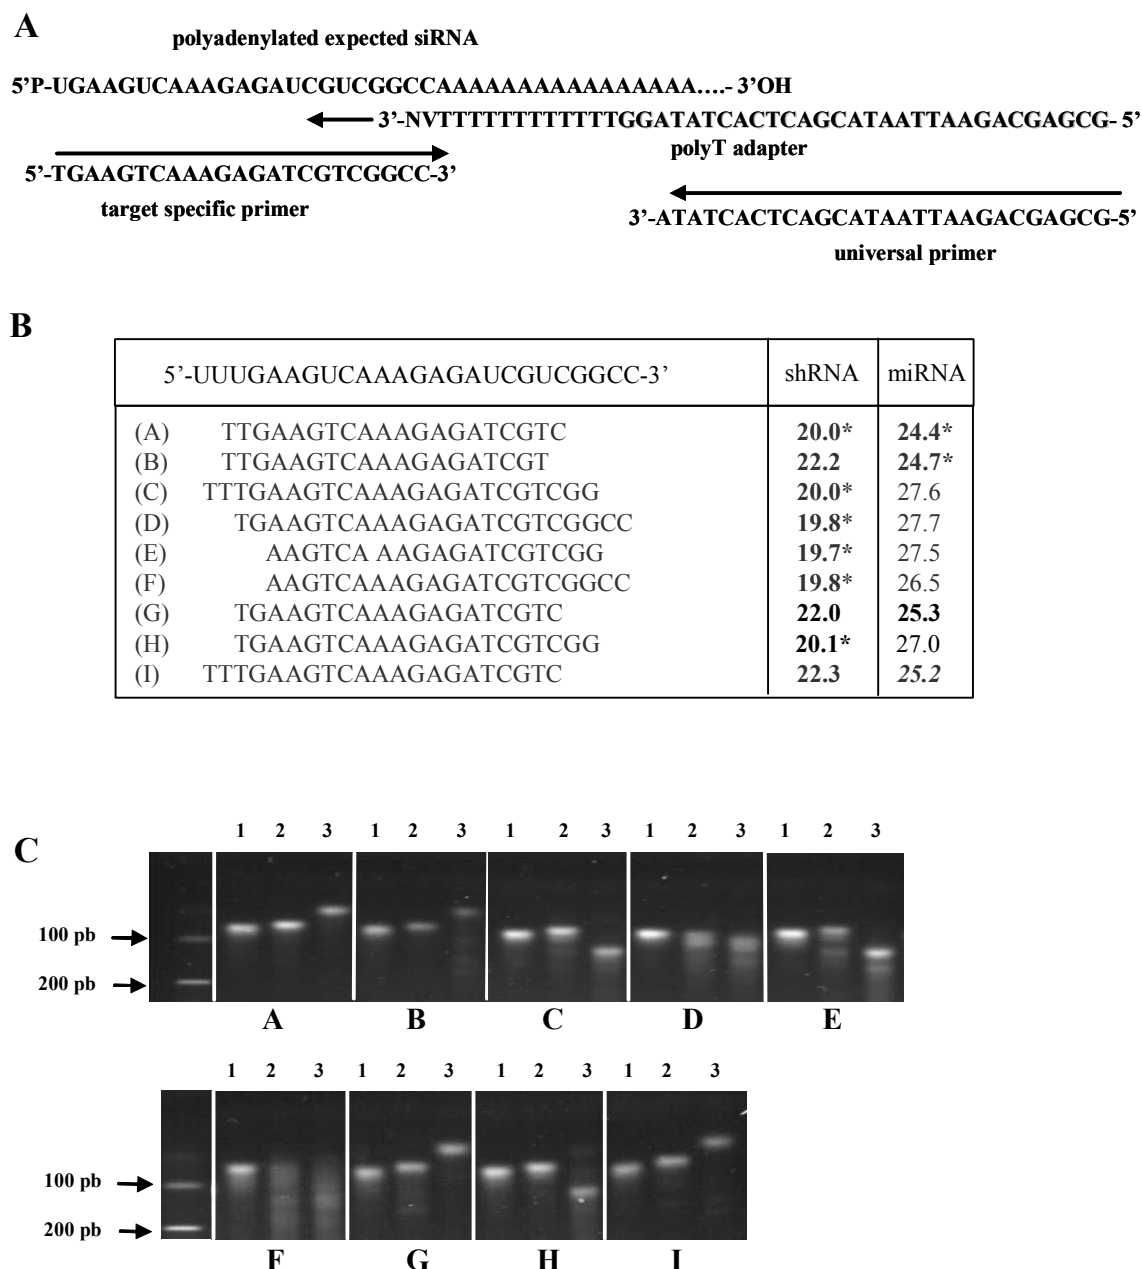 A
polyadenylated expected siRNA
5'P-UGAAGUCAAAGAGAUCGUCGGCCAAAAAAAAAAAAAAAA....- 3'OH
3'-NVTTTTTTTTTTTTGGATATCACTCAGCATAATTAAGACGAGCG- 5'
polyT adapter
5'-TGAAGTCAAAGAGATCGTCGGCC-3'
target specific primer
3'-ATATCACTCAGCATAATTAAGACGAGCG-5'
universal primer
B
5'-UUUGAAGUCAAAGAGAUCGUCGGCC-3' shRNA miRNA
(A) TTGAAGTCAAAGAGATCGTC 20.0* 24.4*
(B) TTGAAGTCAAAGAGATCGT 22.2 24.7*
(C) TTTGAAGTCAAAGAGATCGTCGG 20.0* 27.6
(D) TGAAGTCAAAGAGATCGTCGGCC 19.8* 27.7
(E) AAGTCA AAGAGATCGTCGG 19.7* 27.5
(F) AAGTCAAAGAGATCGTCGGCC 19.8* 26.5
(G) TGAAGTCAAAGAGATCGTC 22.0 25.3
(H) TGAAGTCAAAGAGATCGTCGG 20.1* 27.0
(I) TTTGAAGTCAAAGAGATCGTC 22.3 25.2
C
1 2 3 1 2 3 1 2 3 1 2 3 1 2 3
100 pb
200 pb
A B C D E
1 2 3 1 2 3 1 2 3 1 2 3
100 pb
200 pb
F G H I